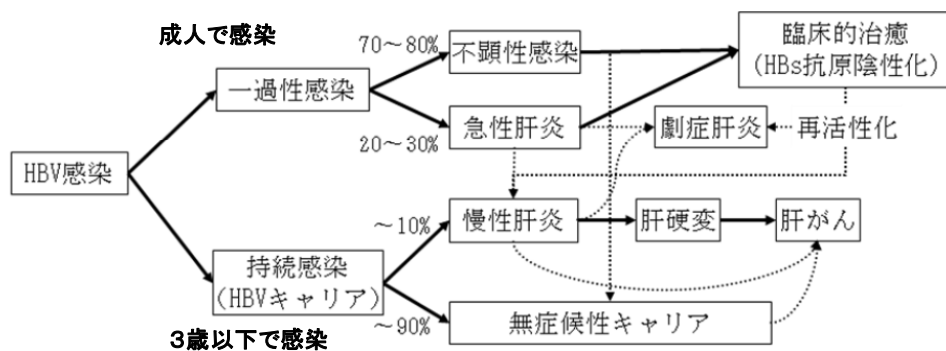 成人で感染
70～80%
不顕性感染
臨床的治癒
(HBs抗原陰性化)
一過性感染
20～30%
急性肝炎
劇症肝炎
再活性化
HBV感染
～10%
慢性肝炎
肝硬変
肝がん
持続感染
(HBVキャリア)
～90%
無症候性キャリア
３歳以下で感染